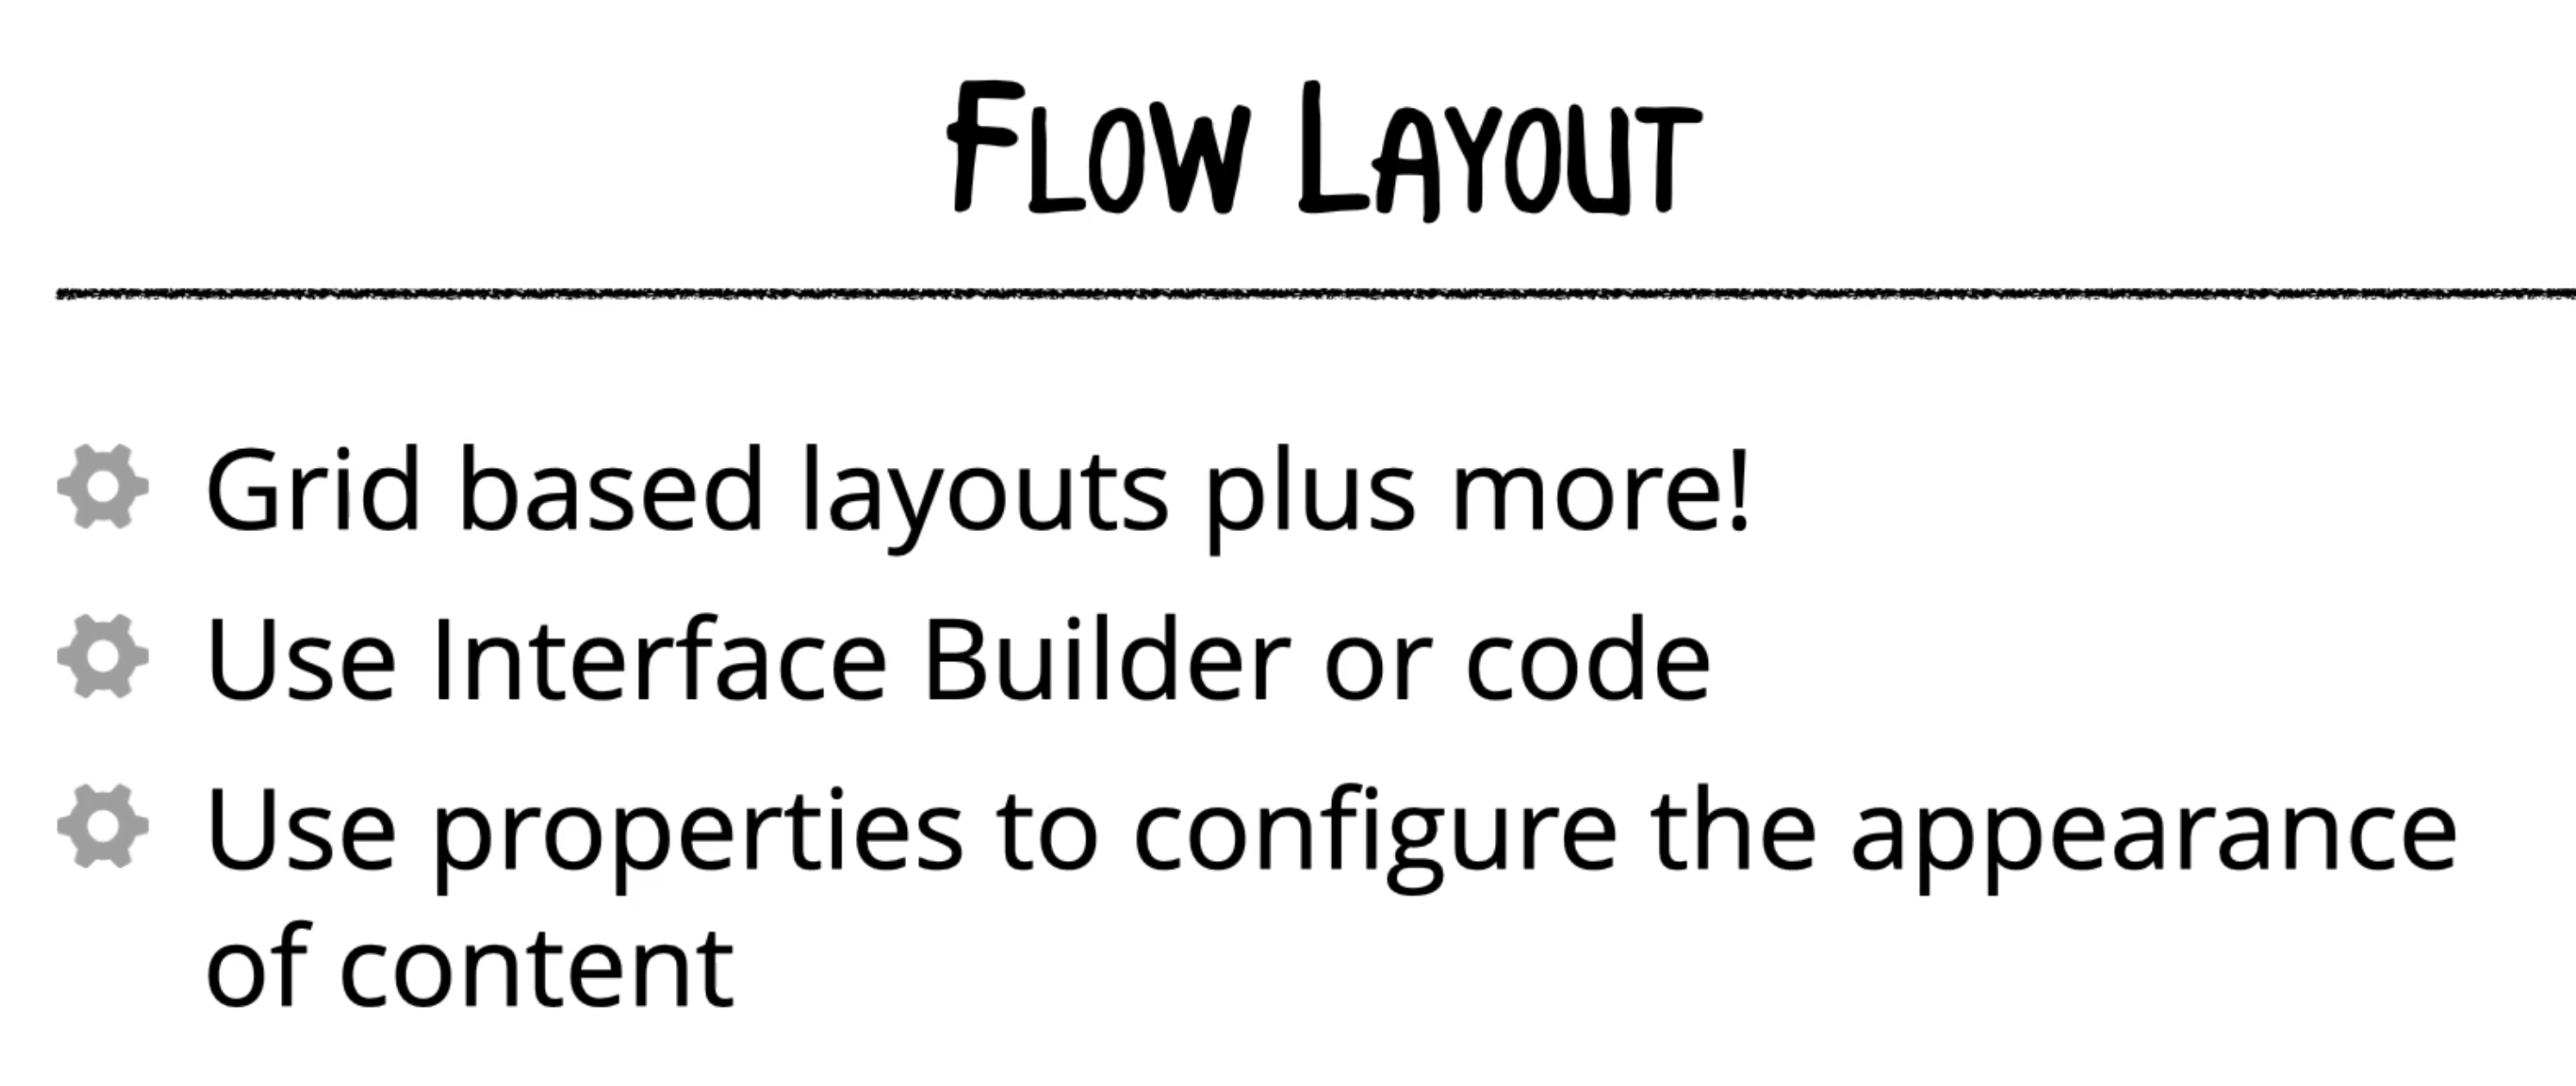 Flow Layout
Grid based layouts plus more!
Use Interface Builder or code
Use properties to configure the appearance
of content